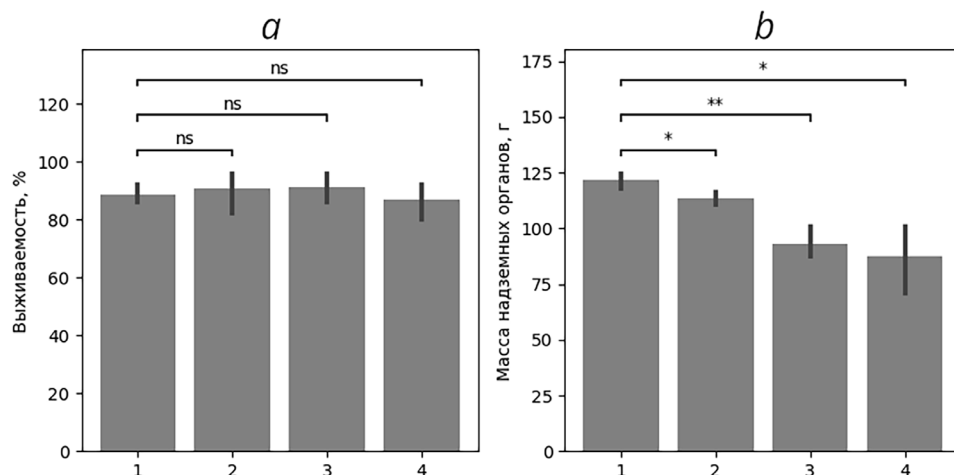 a
ns
ns
ns
120
100
80
60
40
20
0
Выживаемость, %
1 2 3 4
b
*
**
*
175
150
125
100
75
50
25
0
Масса надземных органов, г
1 2 3 4